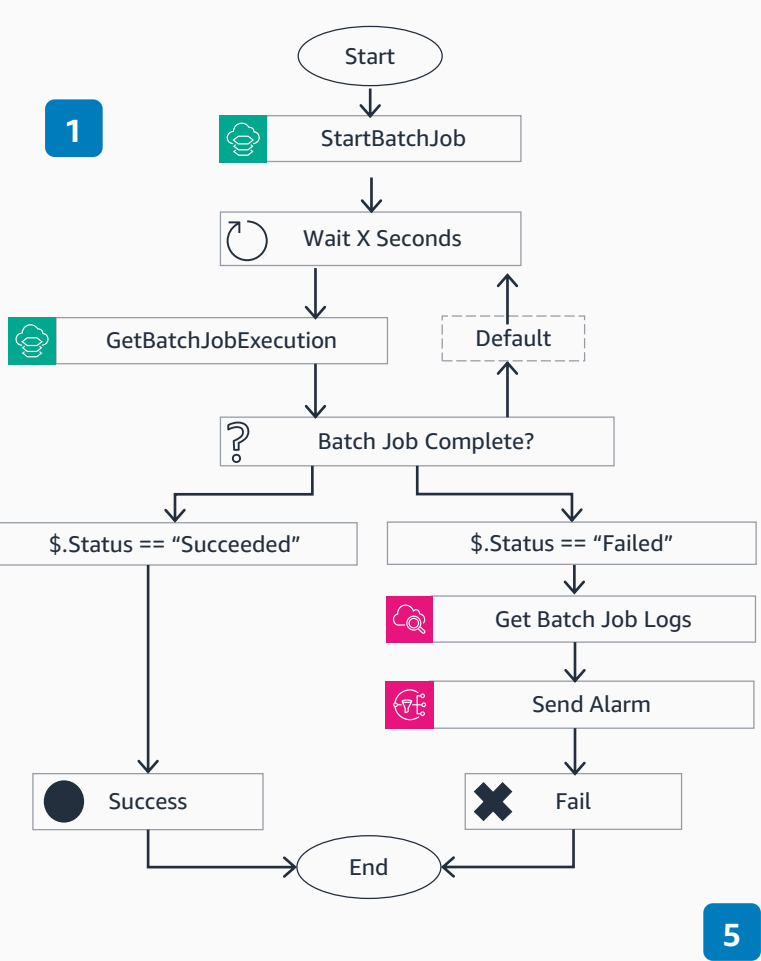 Start
1
StartBatchJob
Wait X Seconds
GetBatchJobExecution
Default
Batch Job Complete?
$.Status == “Succeeded”
$.Status == “Failed”
Get Batch Job Logs
Send Alarm
Success
Fail
End
5